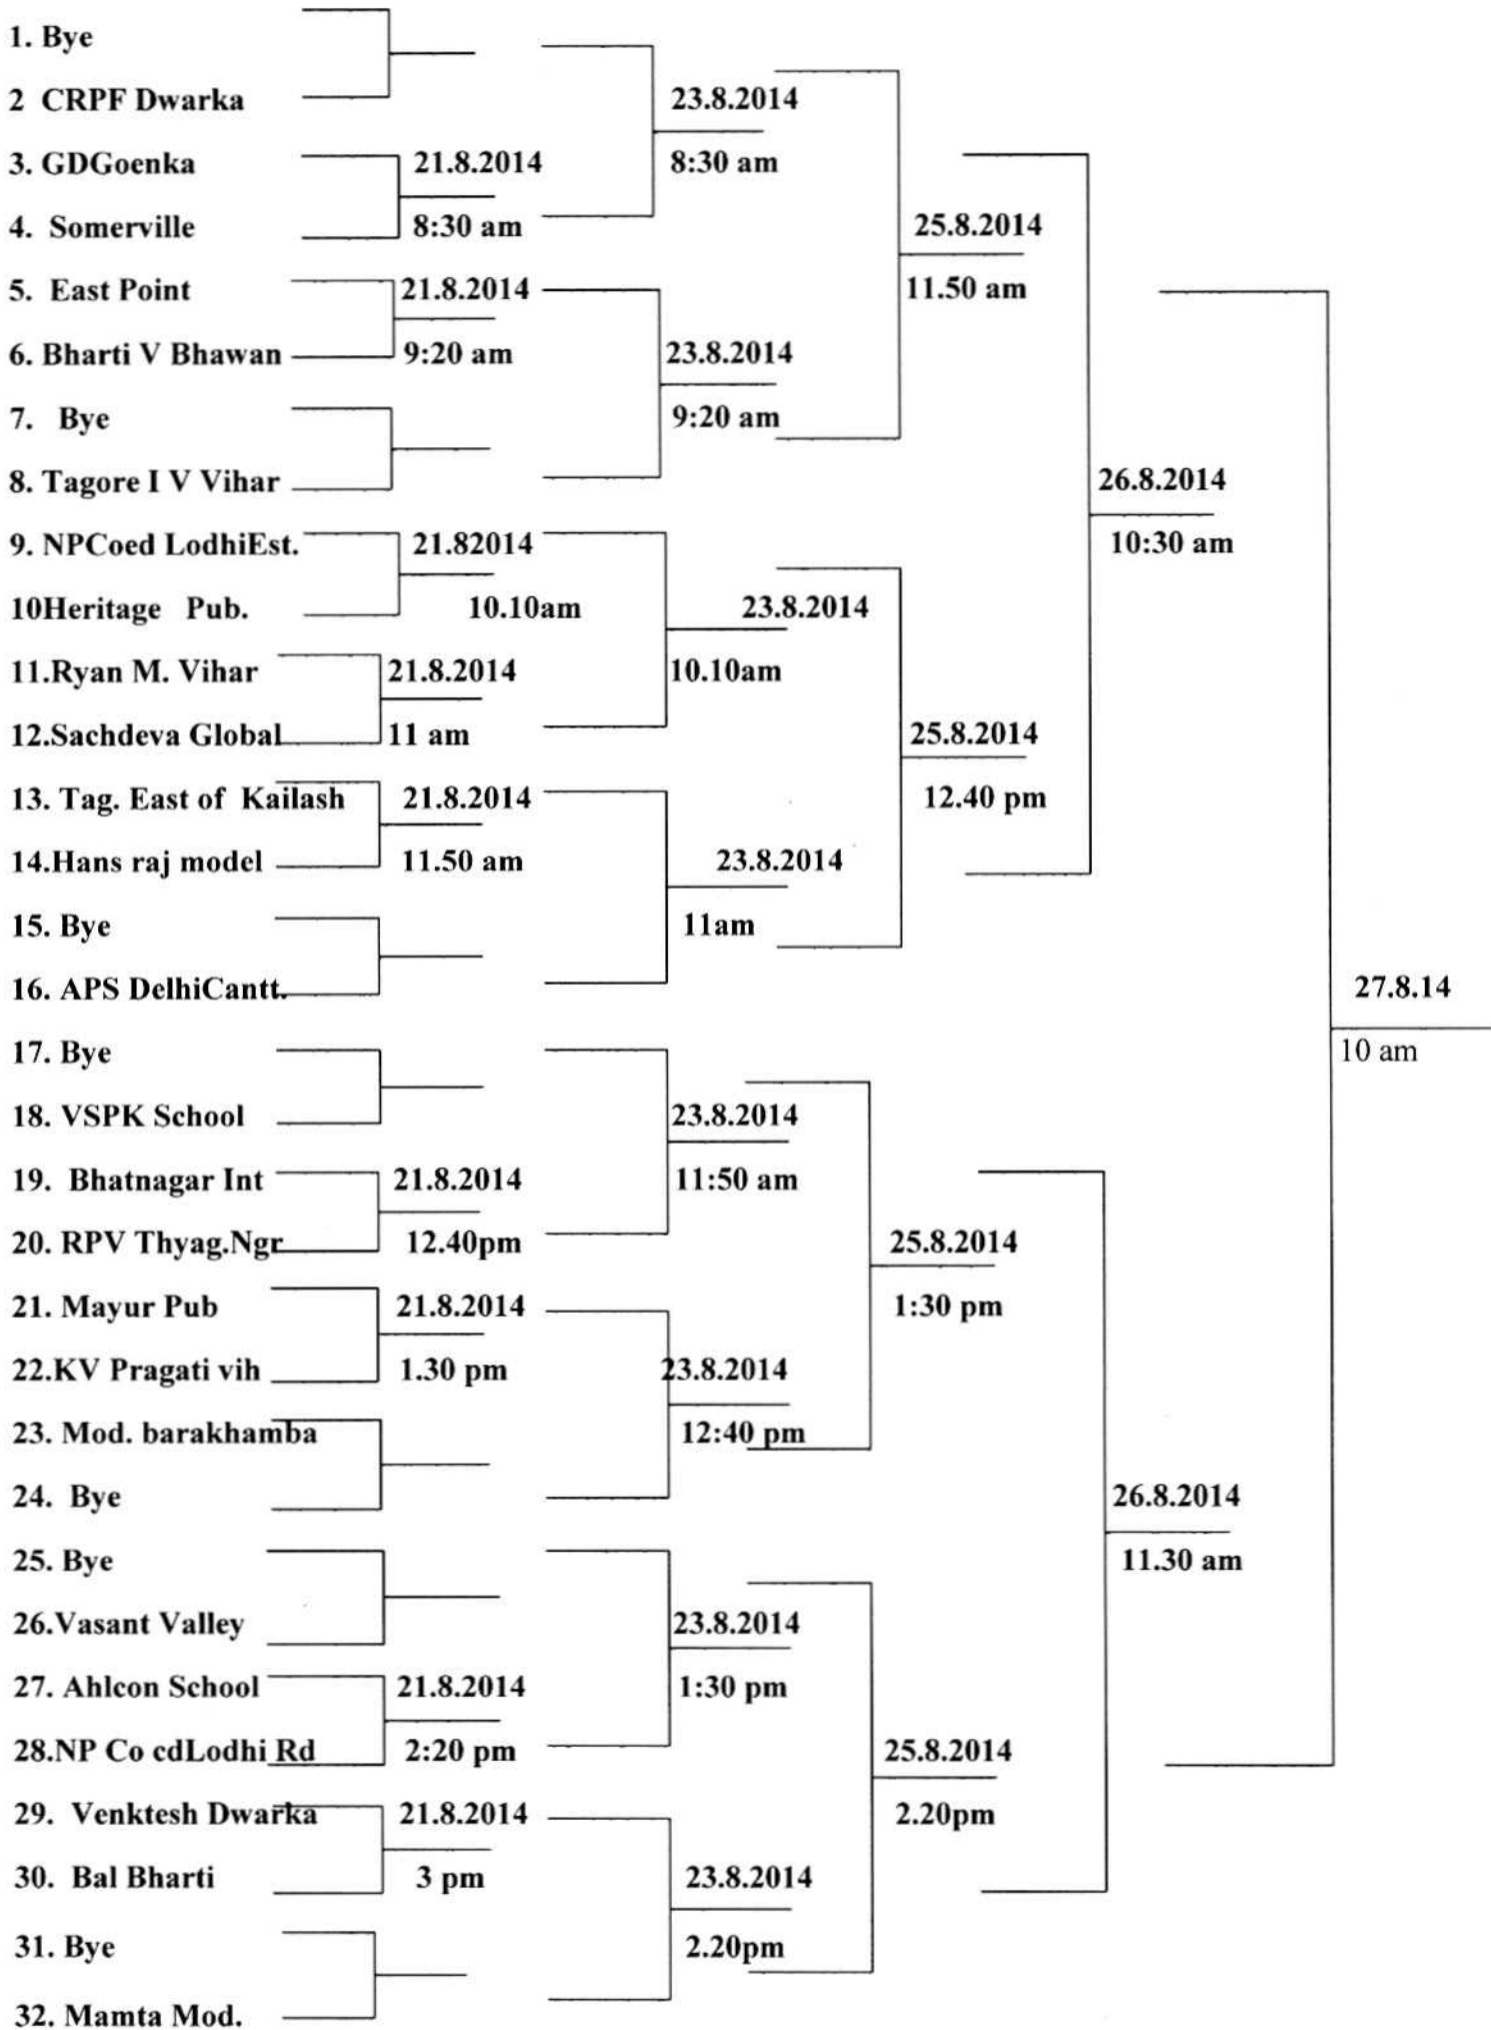 1. Bye
2 CRPF Dwarka 23.8.2014
3. GDGoenka 21.8.2014 8:30 am
4. Somerville 8:30 am 25.8.2014
5. East Point 21.8.2014 11.50 am
6. Bharti V Bhawan 9:20 am 23.8.2014
7. Bye 9:20 am
8. Tagore I V Vihar 26.8.2014
9. NPCoed LodhiEst. 21.82014 10:30 am
10Heritage Pub. 10.10am 23.8.2014
11.Ryan M. Vihar 21.8.2014 10.10am
12.Sachdeva Global 11 am 25.8.2014
13. Tag. East of Kailash 21.8.2014 12.40 pm
14.Hans raj model 11.50 am 23.8.2014
15. Bye 11am
16. APS DelhiCantt. 27.8.14
17. Bye 10 am
18. VSPK School 23.8.2014
19. Bhatnagar Int 21.8.2014 11:50 am
20. RPV Thyag.Ngr 12.40pm 25.8.2014
21. Mayur Pub 21.8.2014 1:30 pm
22.KV Pragati vih 1.30 pm 23.8.2014
23. Mod. barakhamba 12:40 pm
24. Bye 26.8.2014
25. Bye 11.30 am
26.Vasant Valley 23.8.2014
27. Ahlcon School 21.8.2014 1:30 pm
28.NP Co cdLodhi Rd 2:20 pm 25.8.2014
29. Venktesh Dwarka 21.8.2014 2.20pm
30. Bal Bharti 3 pm 23.8.2014
31. Bye 2.20pm
32. Mamta Mod.